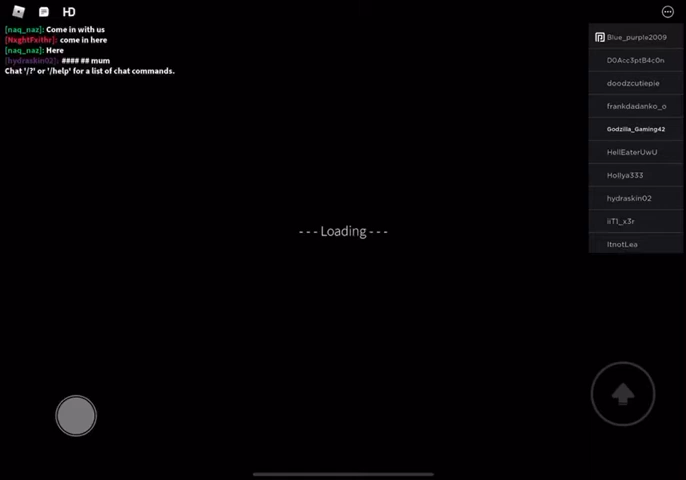 HD
[naq_naz]: Come in with us
[NxghtFxithr]: come in here
[naq_naz]: Here
[hydraskin02]: #### ## mum
Chat '/?' or '/help' for a list of chat commands.
Blue_purple2009
D0Acc3ptB4c0n
doodzcutiepie
frankdadanko_o
Godzilla_Gaming42
HellEaterUwU
Hollya333
hydraskin02
iiT1_x3r
ItnotLea
--- Loading ---